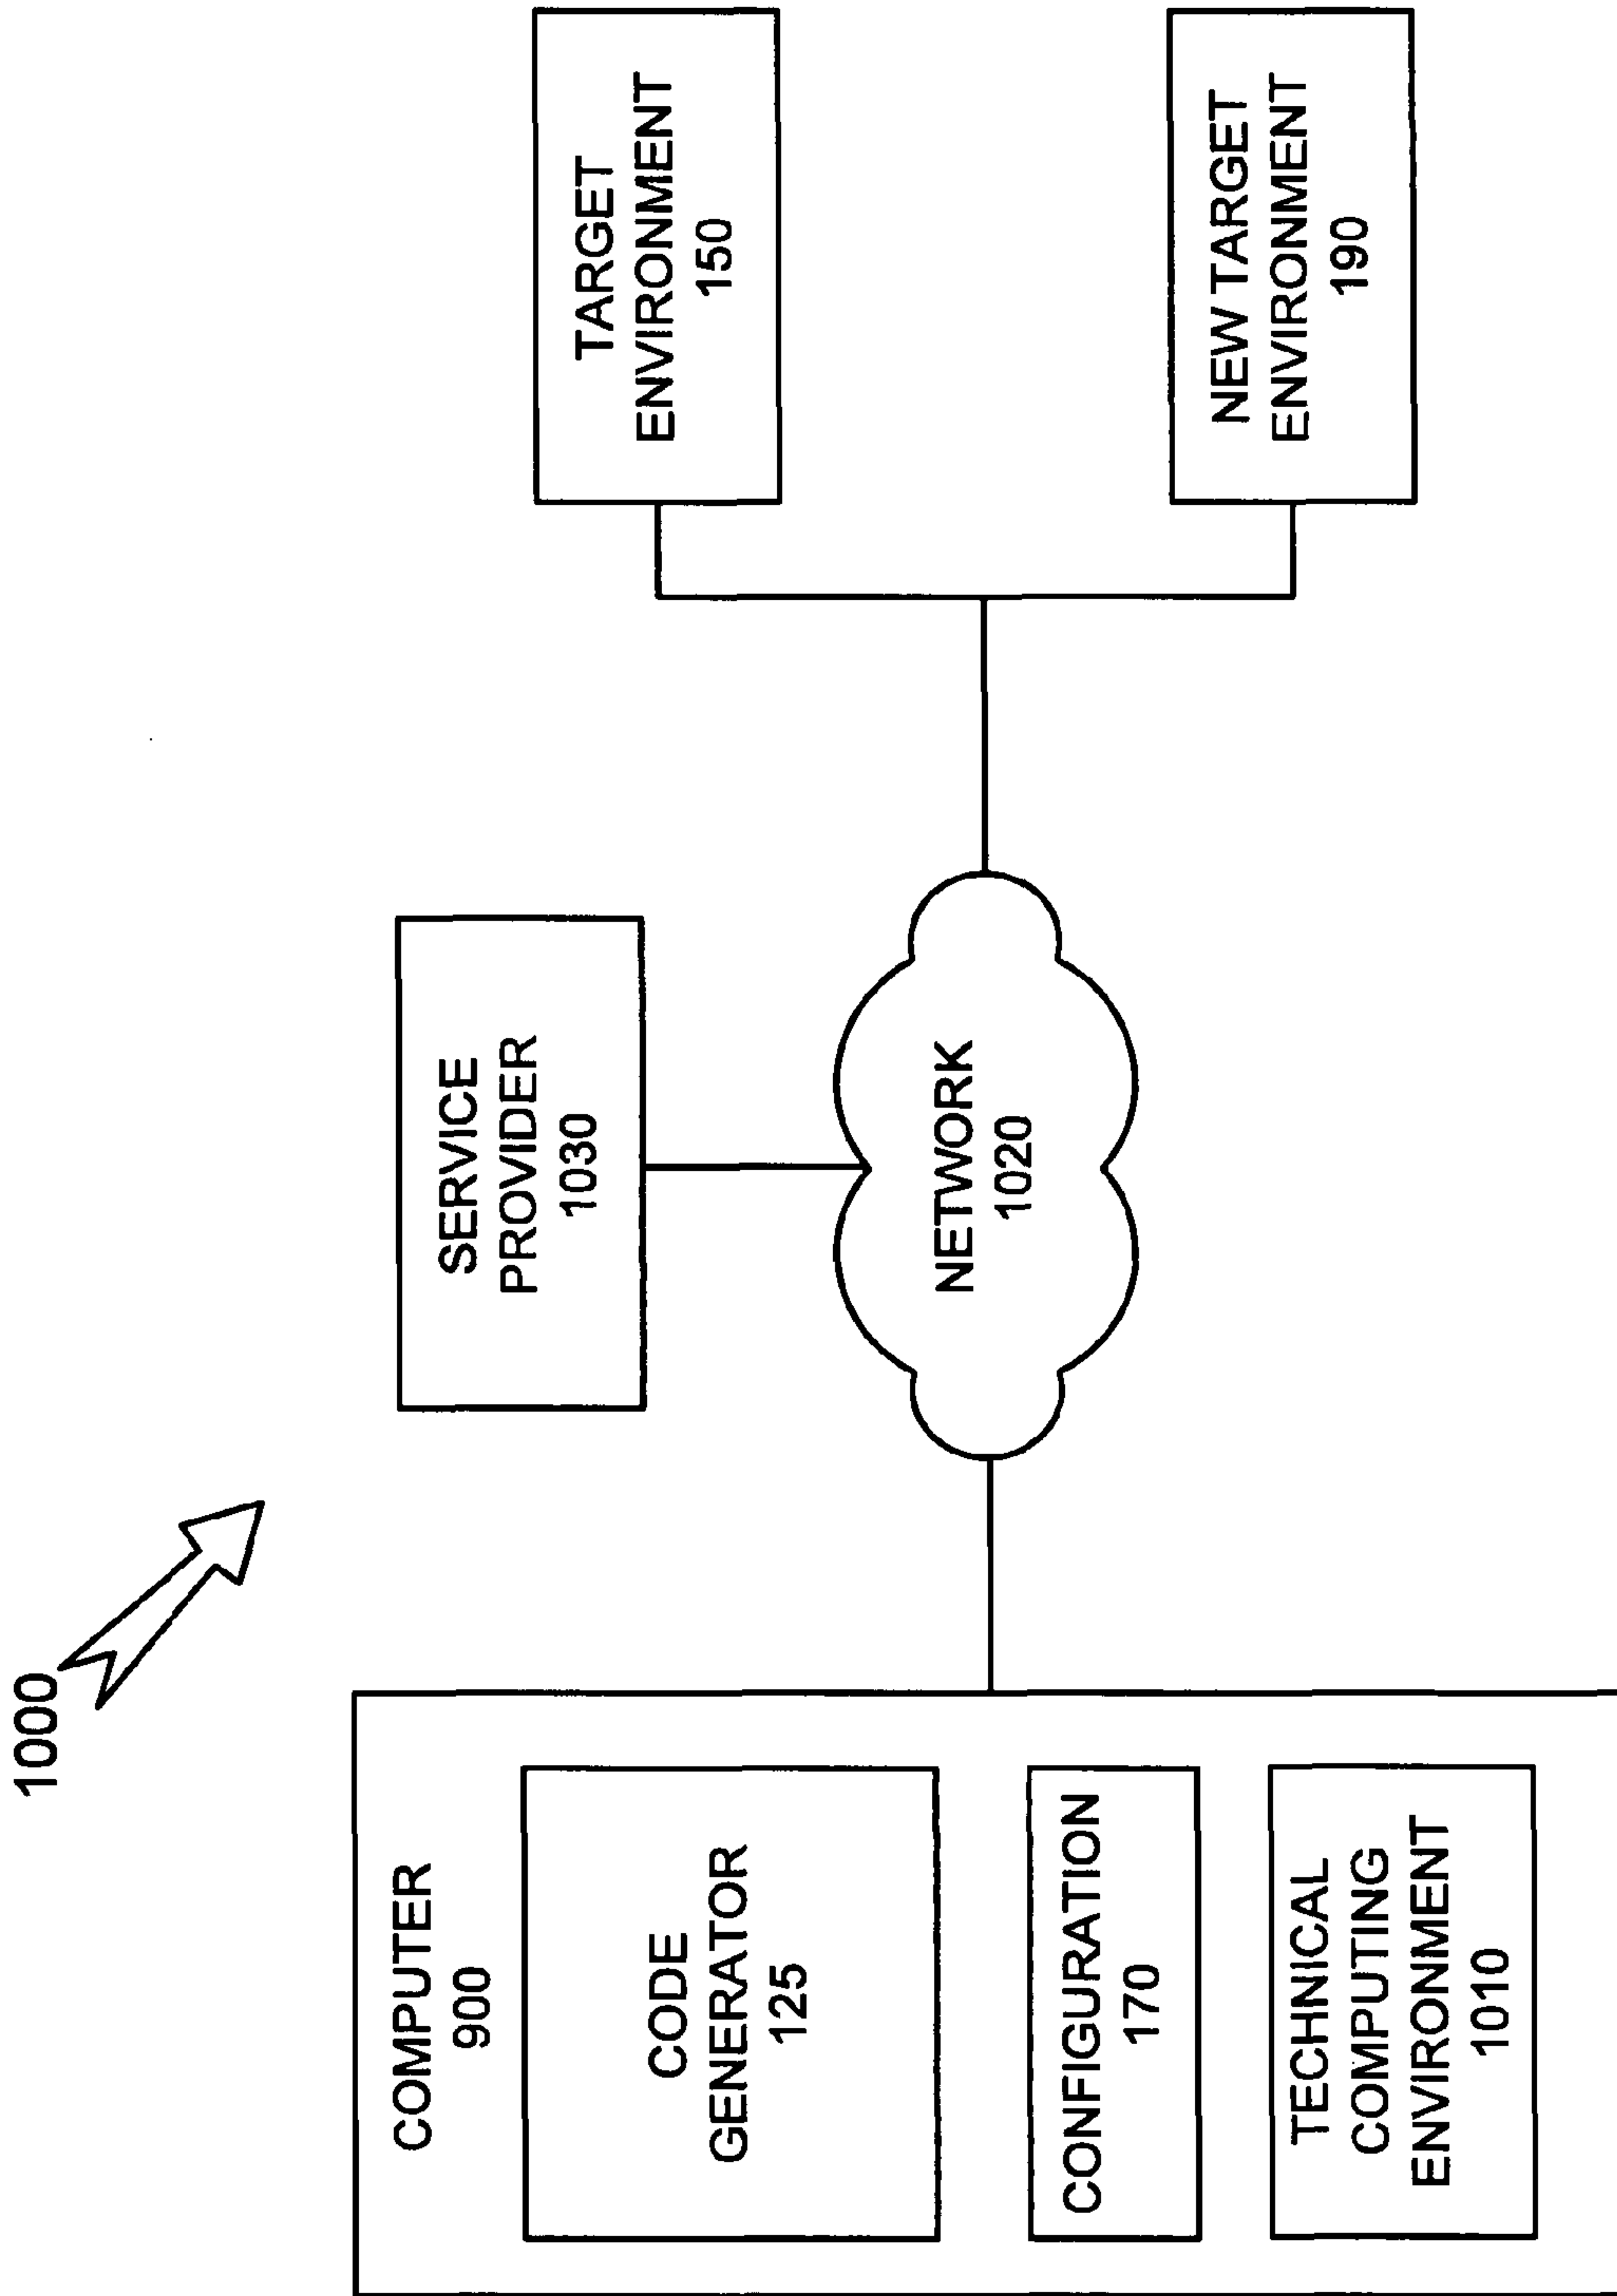 1000
COMPUTER
900
CODE
GENERATOR
125
CONFIGURATION
170
TECHNICAL
COMPUTING
ENVIRONMENT
1010
SERVICE
PROVIDER
1030
NETWORK
1020
TARGET
ENVIRONMENT
150
NEW TARGET
ENVIRONMENT
190